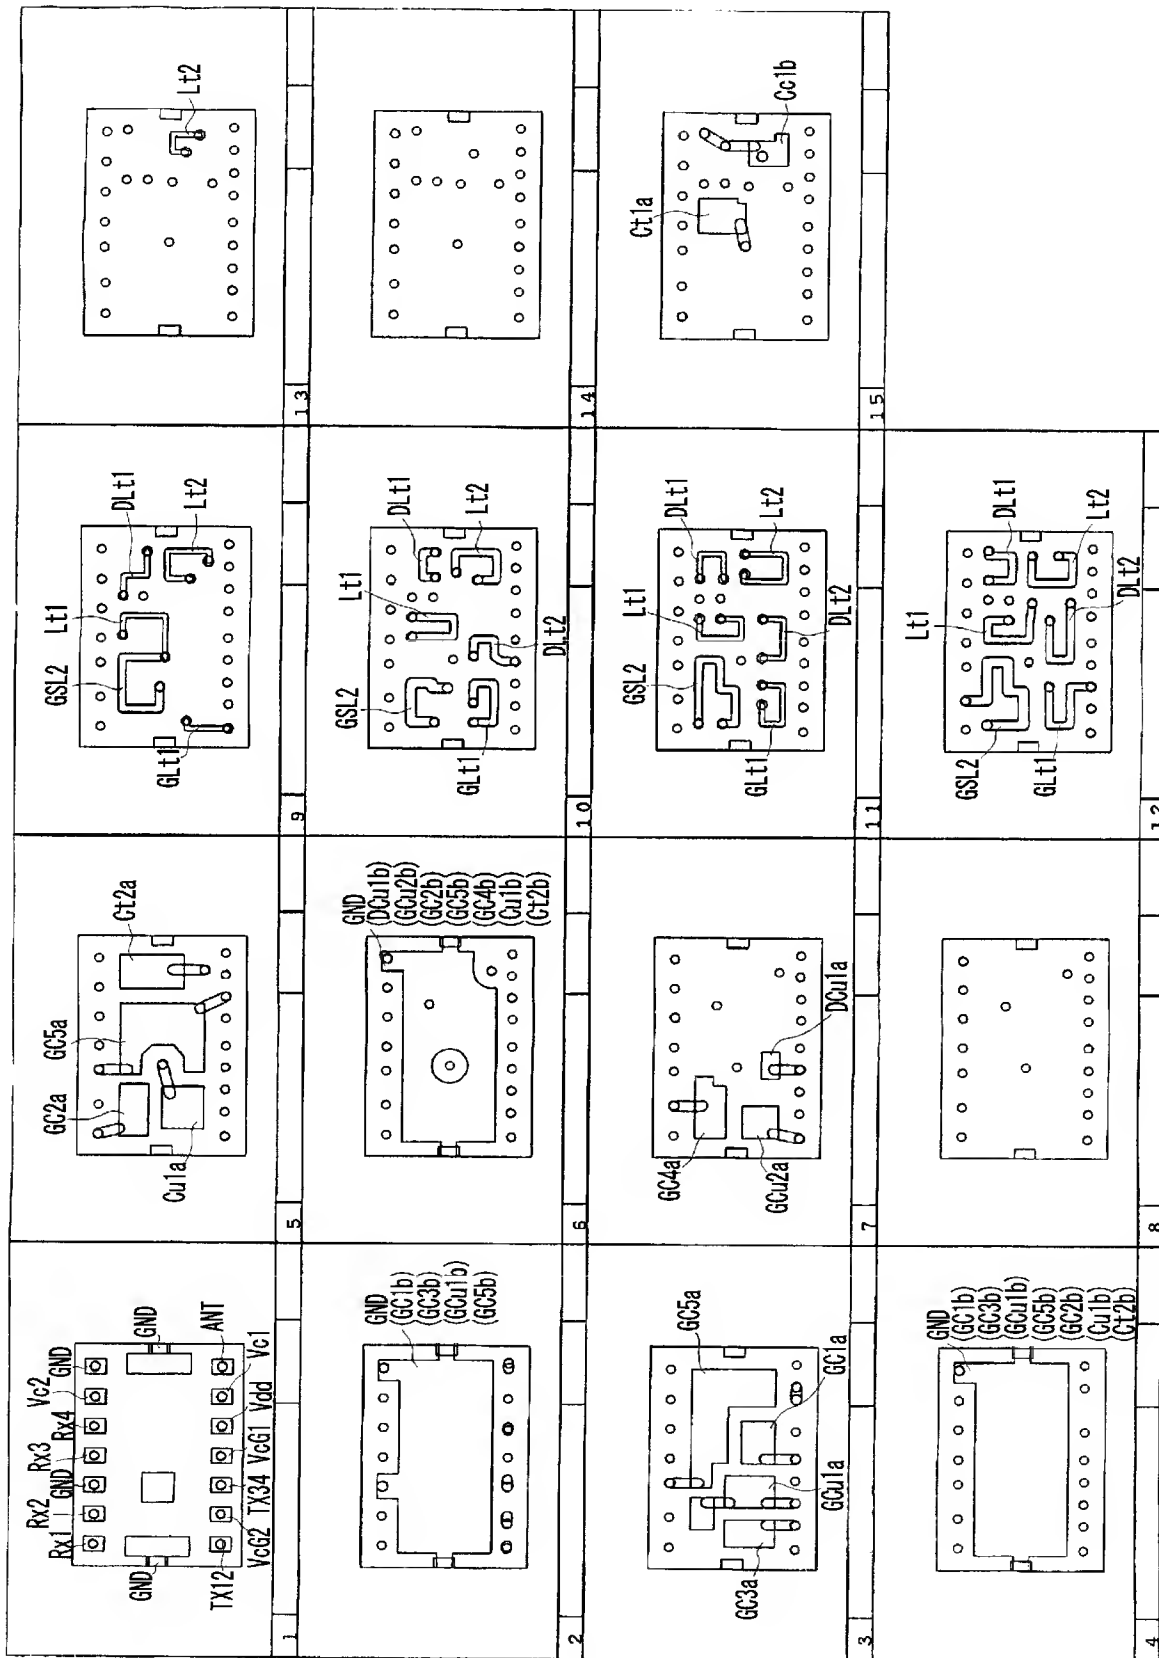 Rx1
Rx2
GND
Rx3
Rx4
Vc2
GND
GND
GND
TX12
VcG2
TX34
VcG1
Vdd
Vc1
ANT
1
GND
(GC1b)
(GC3b)
(GCu1b)
(GC5b)
2
GC5a
GC1a
GCu1a
GC3a
3
GND
(GC1b)
(GC3b)
(GCu1b)
(GC5b)
(GC2b)
(Cu1b)
(Ct2b)
4
GC2a
GC5a
Ct2a
Cu1a
5
GND
(DCu1b)
(GCu2b)
(GC2b)
(GC5b)
(GC4b)
(Cu1b)
(Ct2b)
6
GC4a
GCu2a
DCu1a
7
8
GSL2
Lt1
DLt1
Lt2
GLt1
9
GSL2
Lt1
DLt1
Lt2
GLt1
DLt2
10
GSL2
Lt1
DLt1
Lt2
GLt1
DLt2
11
GSL2
Lt1
DLt1
Lt2
GLt1
DLt2
12
Lt2
13
14
Ct1a
Cc1b
15